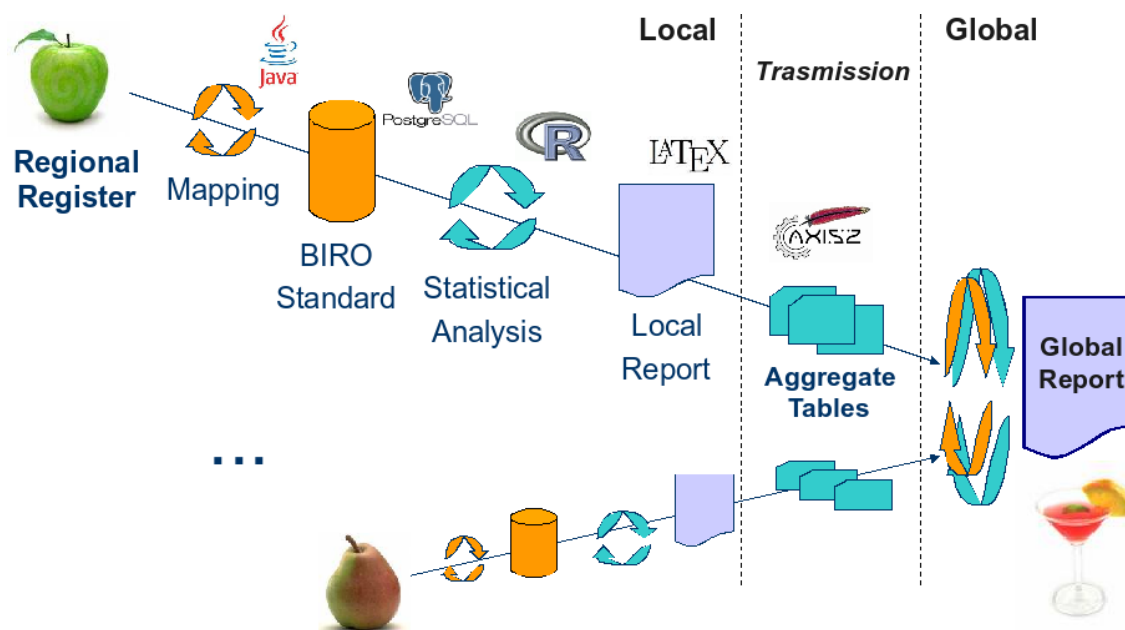 Local
Global
Trasmission
Java
PostgreSQL
R
LATEX
AXIS2
Regional
Register
Mapping
BIRO
Standard
Statistical
Analysis
Local
Report
Aggregate
Tables
Global
Report
...